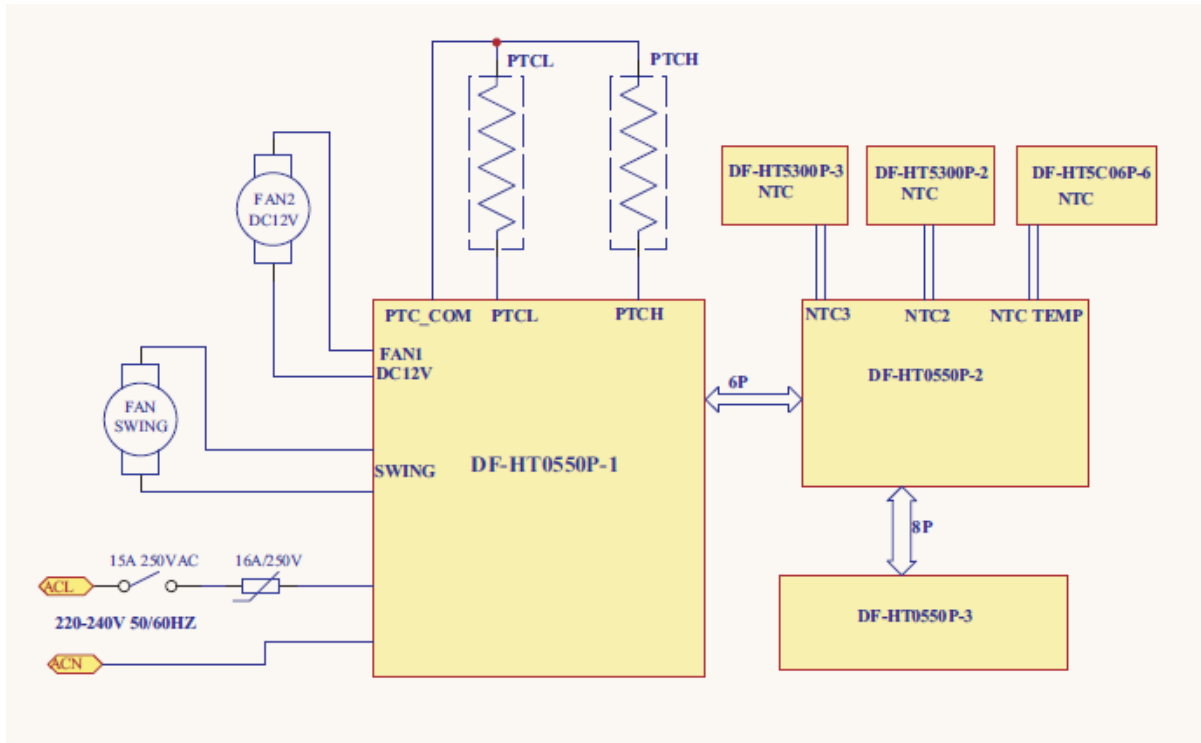 PTCL
PTCH
FAN2
DC12V
DF-HT5300P-3
NTC
DF-HT5300P-2
NTC
DF-HT5C06P-6
NTC
PTC_COM
PTCL
PTCH
NTC3
NTC2
NTC TEMP
FAN1
DC12V
6P
DF-HT0550P-2
FAN
SWING
SWING
DF-HT0550P-1
8P
15A 250VAC
16A/250V
ACL
220-240V 50/60HZ
DF-HT0550P-3
ACN